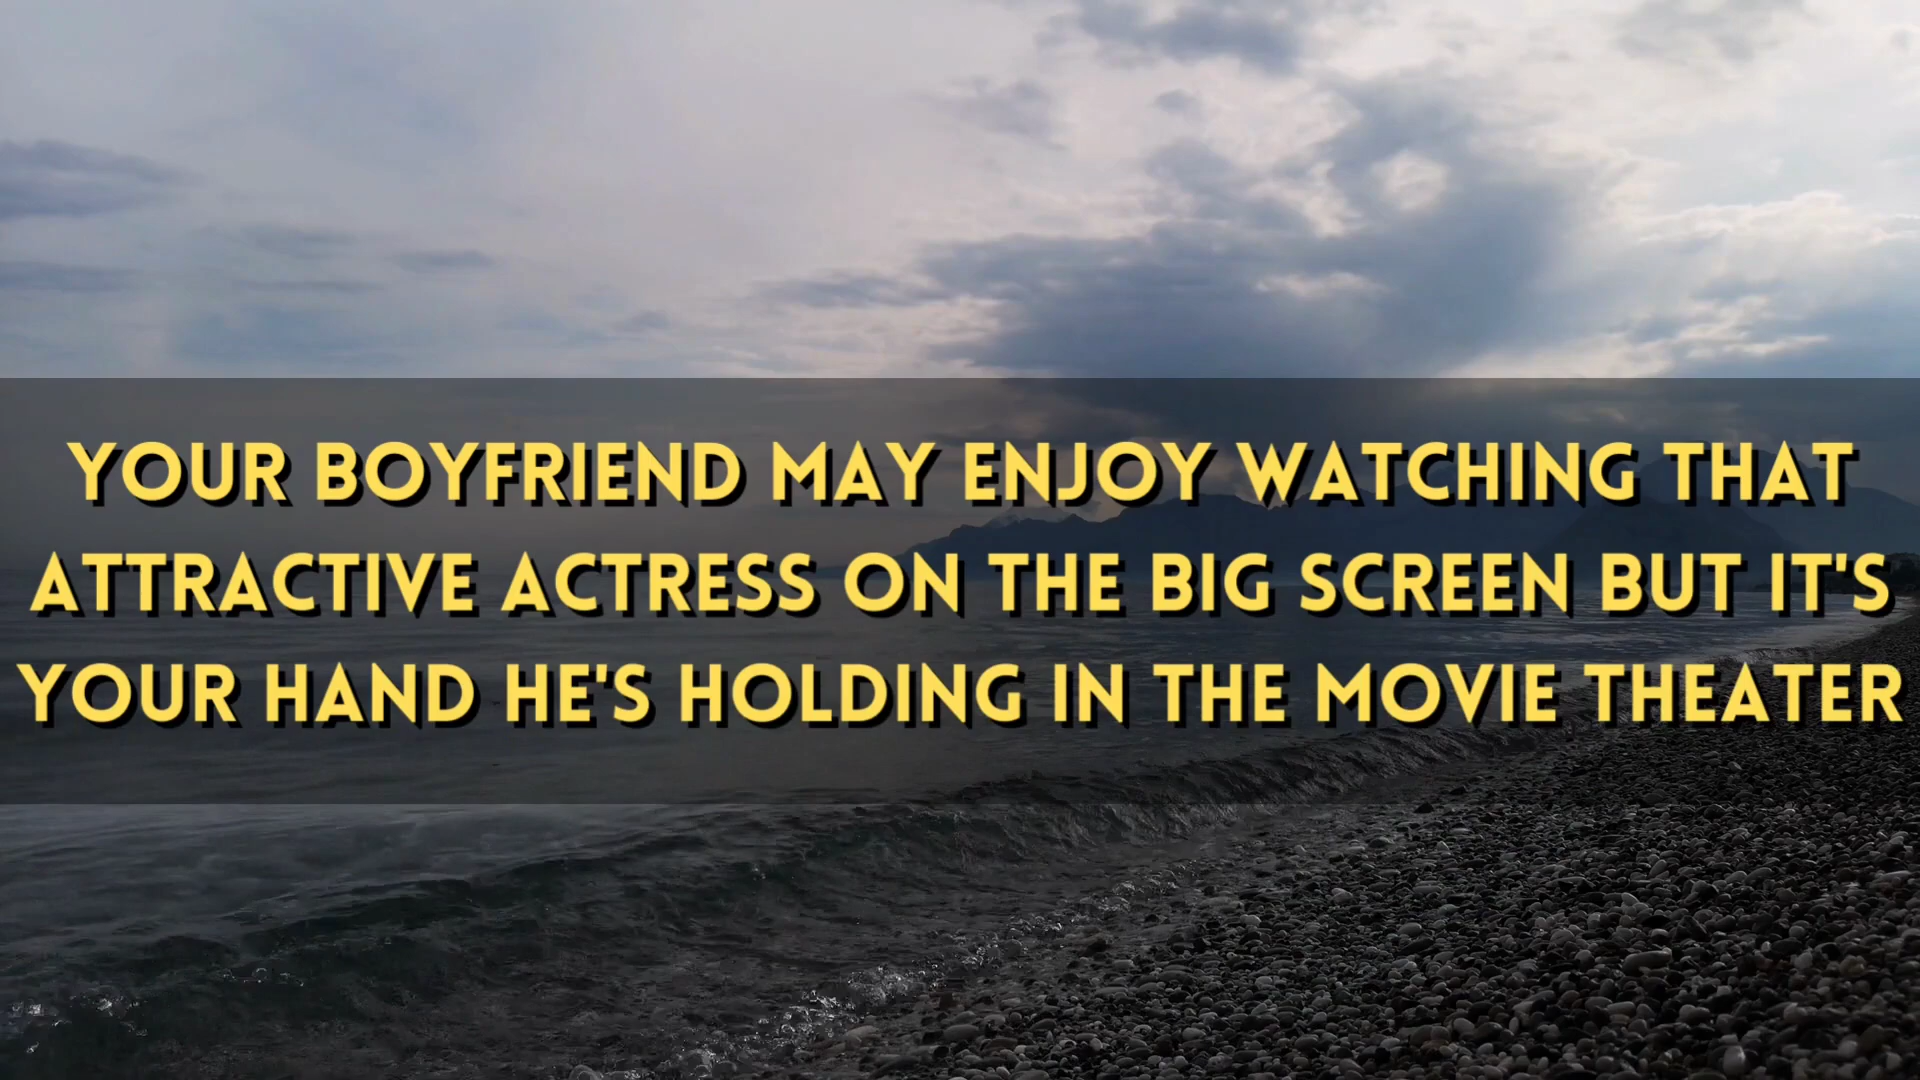 YOUR BOYFRIEND MAY ENJOY WATCHING THAT
ATTRACTIVE ACTRESS ON THE BIG SCREEN BUT IT'S
YOUR HAND HE'S HOLDING IN THE MOVIE THEATER